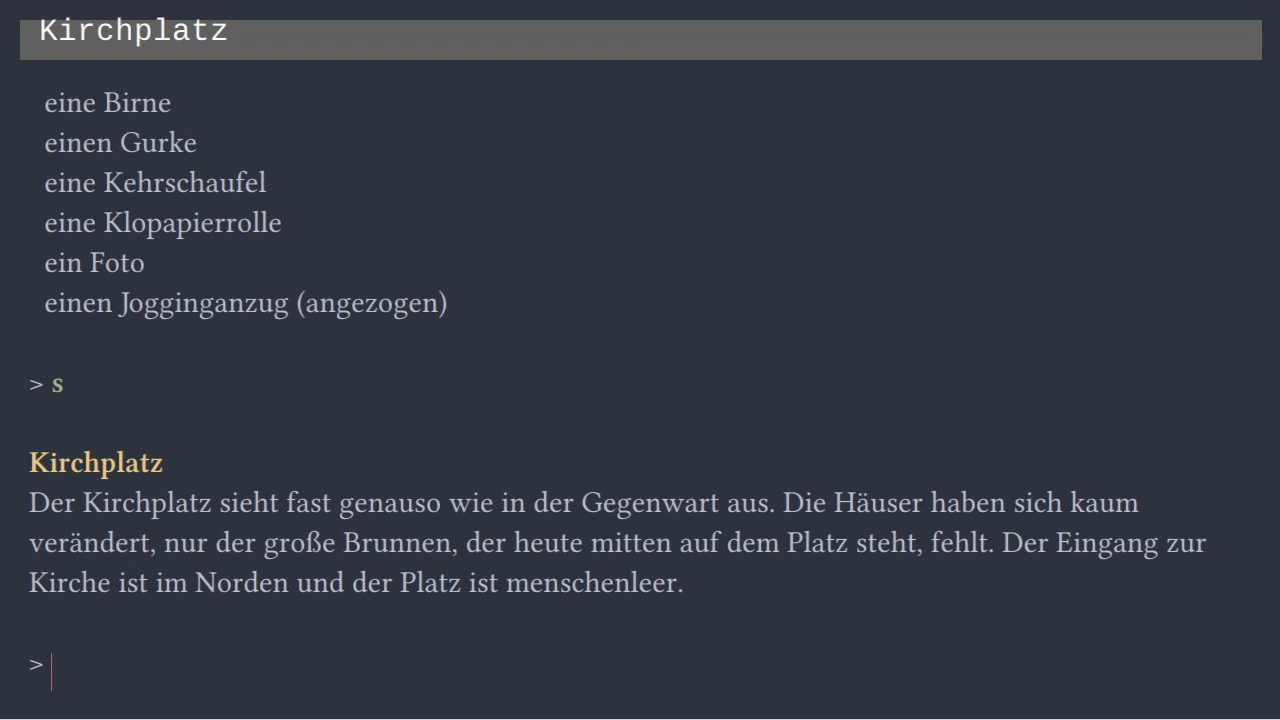 Kirchplatz
eine Birne
einen Gurke
eine Kehrschaufel
eine Klopapierrolle
ein Foto
einen Jogginganzug (angezogen)
> s
Kirchplatz
Der Kirchplatz sieht fast genauso wie in der Gegenwart aus. Die Häuser haben sich kaum
verändert, nur der große Brunnen, der heute mitten auf dem Platz steht, fehlt. Der Eingang zur
Kirche ist im Norden und der Platz ist menschenleer.
>